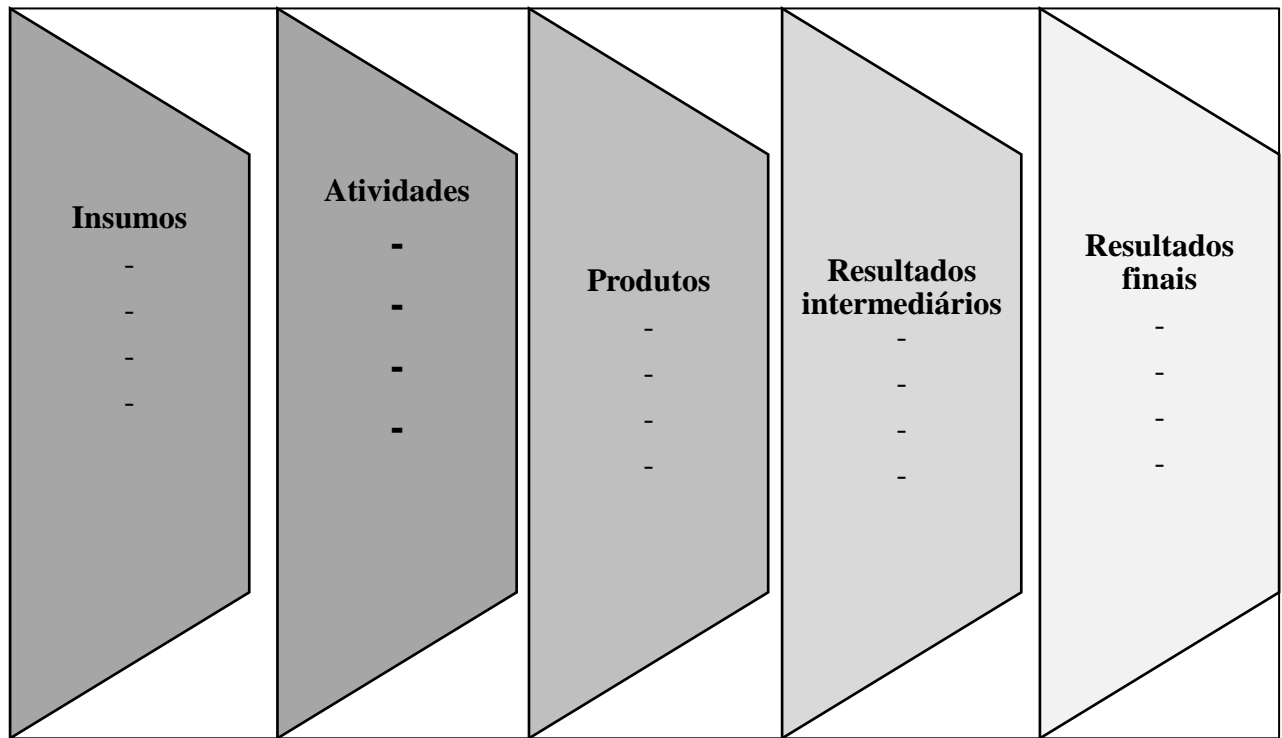 Insumos
-
-
-
-
Atividades
-
-
-
-
Produtos
-
-
-
-
Resultados
intermediários
-
-
-
-
Resultados
finais
-
-
-
-